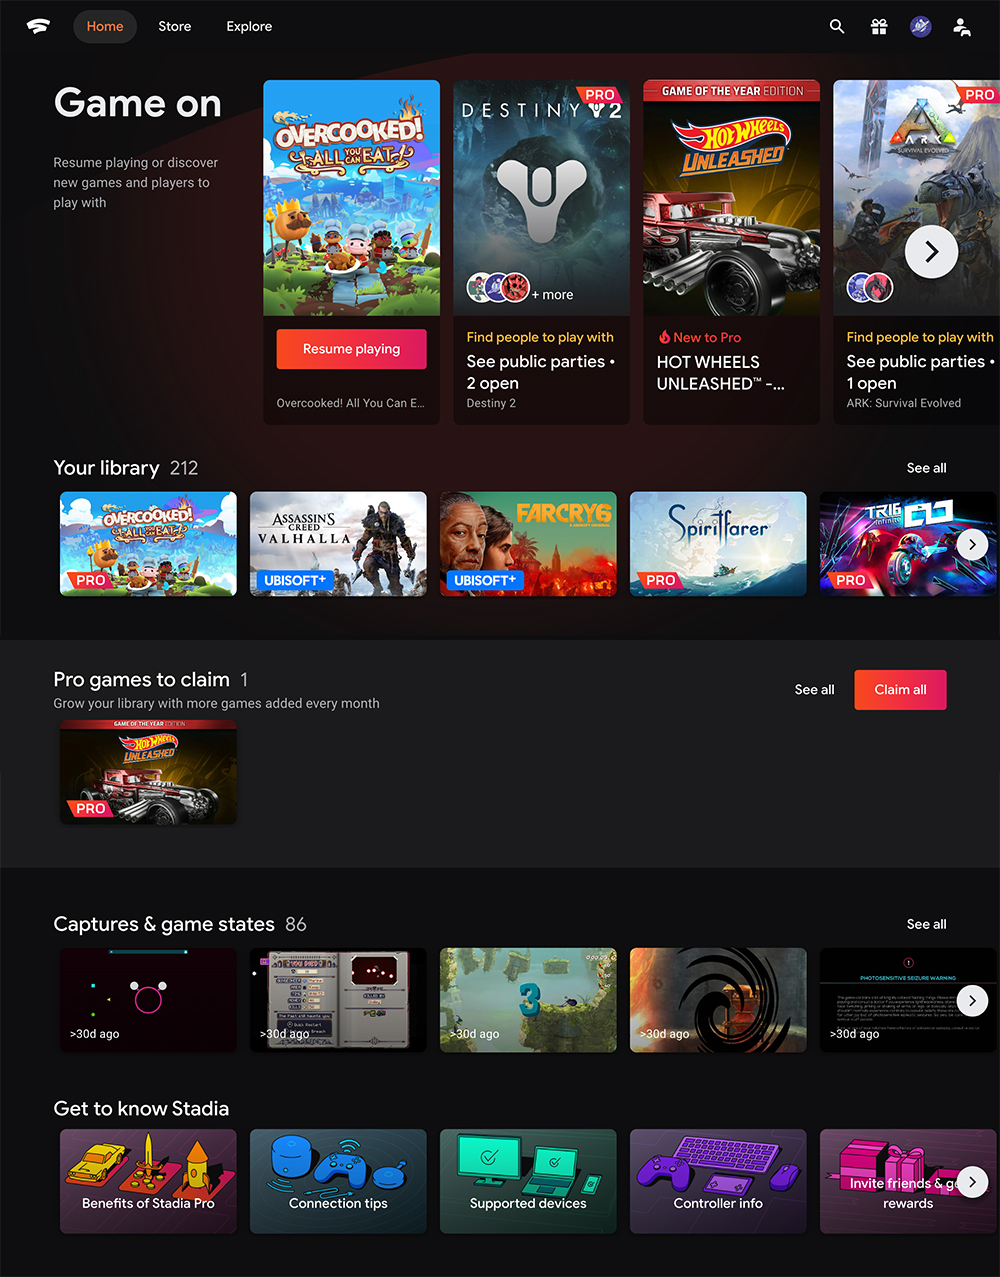 Home
Store
Explore
Game on
Resume playing or discover
new games and players to
play with
OVERCOOKED!
ALL YOU CAN EAT!
Resume playing
Overcooked! All You Can E...
PRO
DESTINY 2
+ more
Find people to play with
See public parties •
2 open
Destiny 2
GAME OF THE YEAR EDITION
HOT WHEELS
UNLEASHED
New to Pro
HOT WHEELS
UNLEASHED™ -...
PRO
ARK
SURVIVAL EVOLVED
Find people to play with
See public parties •
1 open
ARK: Survival Evolved
Your library 212
See all
OVERCOOKED!
ALL YOU CAN EAT!
PRO
ASSASSIN'S
CREED
VALHALLA
UBISOFT+
FARCRY6
A UBISOFT ORIGINAL
UBISOFT+
Spiritfarer
PRO
PRO
Pro games to claim 1
Grow your library with more games added every month
See all
Claim all
GAME OF THE YEAR EDITION
HOT WHEELS
UNLEASHED
PRO
Captures & game states 86
See all
>30d ago
Quick Restart
>30d ago
3
>30d ago
>30d ago
PHOTOSENSITIVE SEIZURE WARNING
>30d ago
Get to know Stadia
Benefits of Stadia Pro
Connection tips
Supported devices
Controller info
Invite friends & ge
rewards